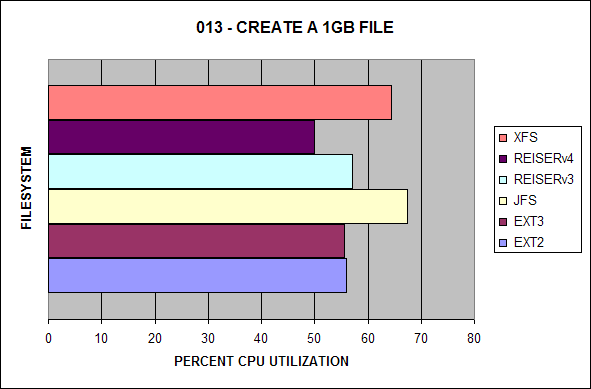 013 - CREATE A 1GB FILE
FILESYSTEM
XFS
REISERv4
REISERv3
JFS
EXT3
EXT2
0 10 20 30 40 50 60 70 80
PERCENT CPU UTILIZATION